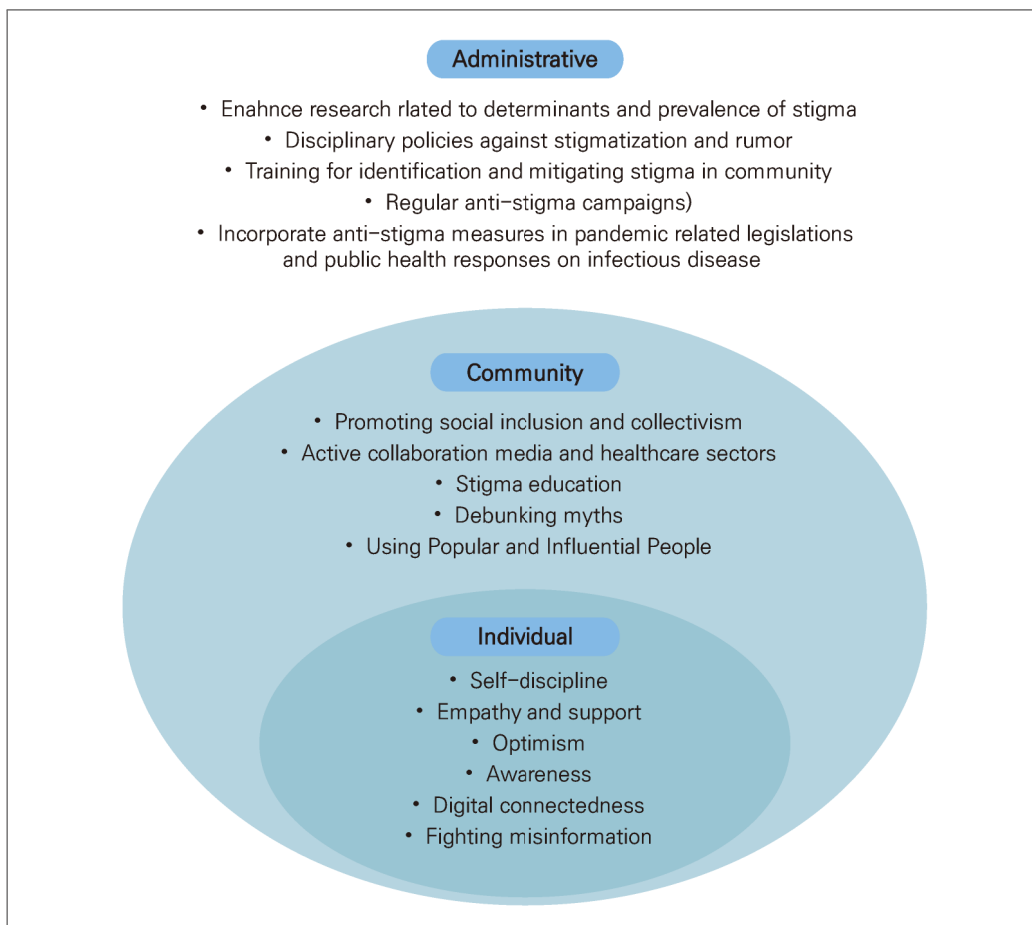 Administrative
• Enahnce research rlated to determinants and prevalence of stigma
• Disciplinary policies against stigmatization and rumor
• Training for identification and mitigating stigma in community
• Regular anti-stigma campaigns)
• Incorporate anti-stigma measures in pandemic related legislations
and public health responses on infectious disease
Community
• Promoting social inclusion and collectivism
• Active collaboration media and healthcare sectors
• Stigma education
• Debunking myths
• Using Popular and Influential People
Individual
• Self-discipline
• Empathy and support
• Optimism
• Awareness
• Digital connectedness
• Fighting misinformation